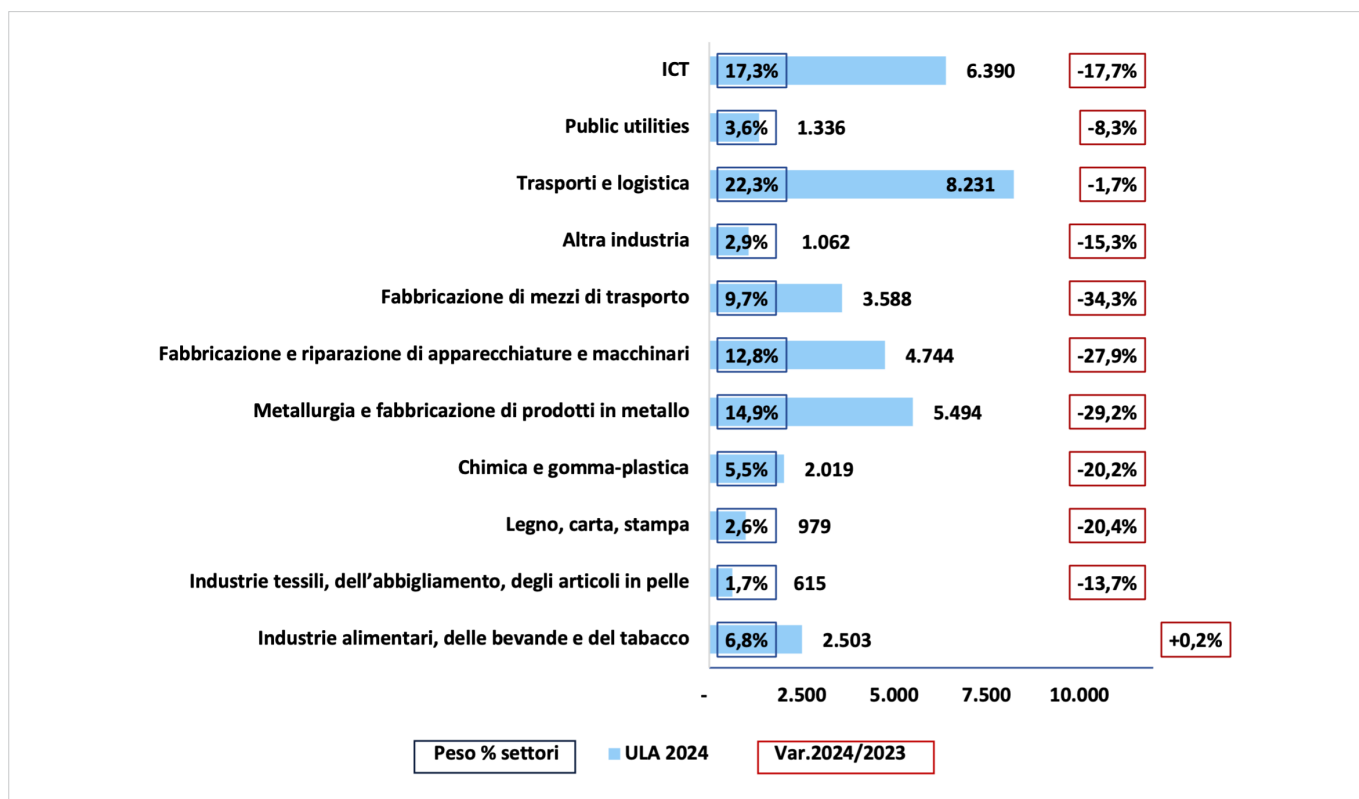 ICT 17,3% 6.390 -17,7%
Public utilities 3,6% 1.336 -8,3%
Trasporti e logistica 22,3% 8.231 -1,7%
Altra industria 2,9% 1.062 -15,3%
Fabbricazione di mezzi di trasporto 9,7% 3.588 -34,3%
Fabbricazione e riparazione di apparecchiature e macchinari 12,8% 4.744 -27,9%
Metallurgia e fabbricazione di prodotti in metallo 14,9% 5.494 -29,2%
Chimica e gomma-plastica 5,5% 2.019 -20,2%
Legno, carta, stampa 2,6% 979 -20,4%
Industrie tessili, dell’abbigliamento, degli articoli in pelle 1,7% 615 -13,7%
Industrie alimentari, delle bevande e del tabacco 6,8% 2.503 +0,2%
- 2.500 5.000 7.500 10.000
Peso % settori ULA 2024 Var.2024/2023